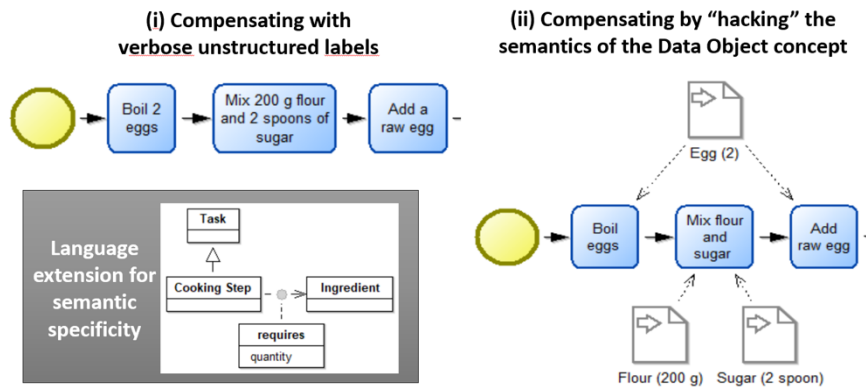 (i) Compensating with
verbose unstructured labels
Boil 2
eggs
Mix 200 g flour
and 2 spoons of
sugar
Add a
raw egg
Language
extension for
semantic
specificity
Task
Cooking Step
Ingredient
requires
quantity
(ii) Compensating by “hacking” the
semantics of the Data Object concept
Egg (2)
Boil
eggs
Mix flour
and
sugar
Add
raw egg
Flour (200 g)
Sugar (2 spoon)